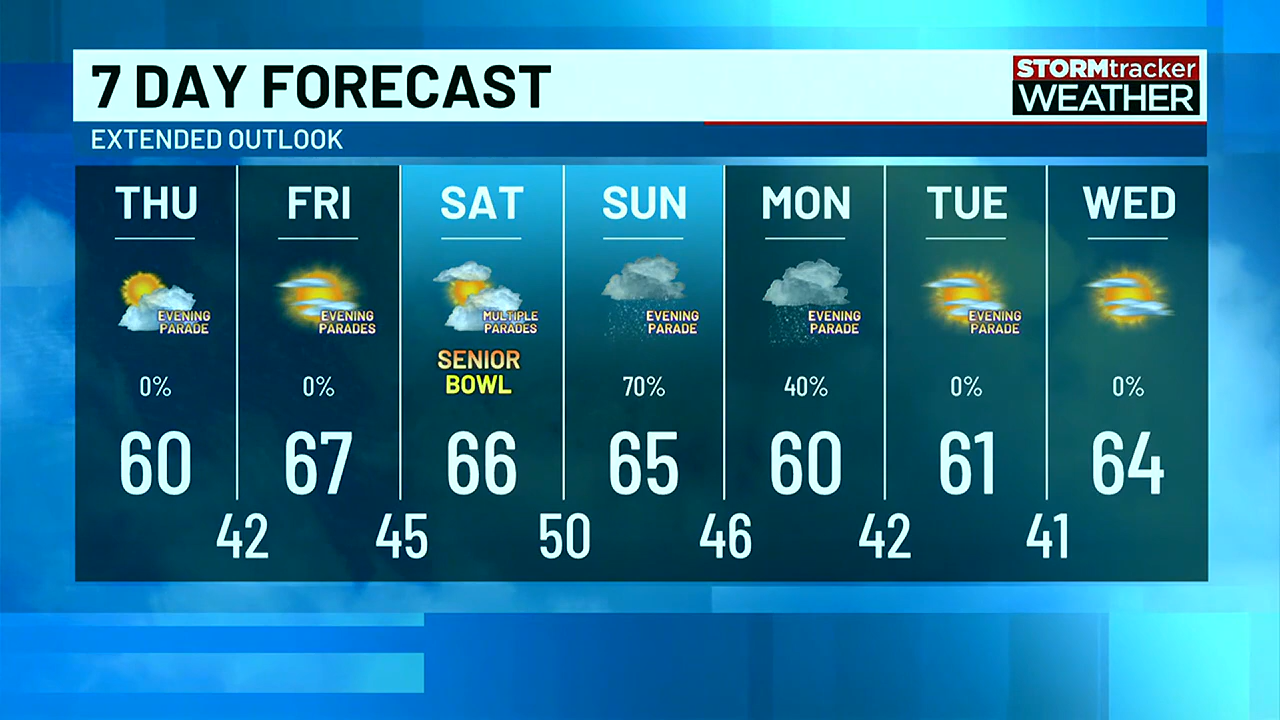 7 DAY FORECAST
STORMtracker
WEATHER
EXTENDED OUTLOOK
THU FRI SAT SUN MON TUE WED
EVENING PARADE
EVENING PARADES
MULTIPLE PARADES
EVENING PARADE
EVENING PARADE
EVENING PARADE
SENIOR
BOWL
0% 0% 70% 40% 0% 0%
60 67 66 65 60 61 64
42 45 50 46 42 41